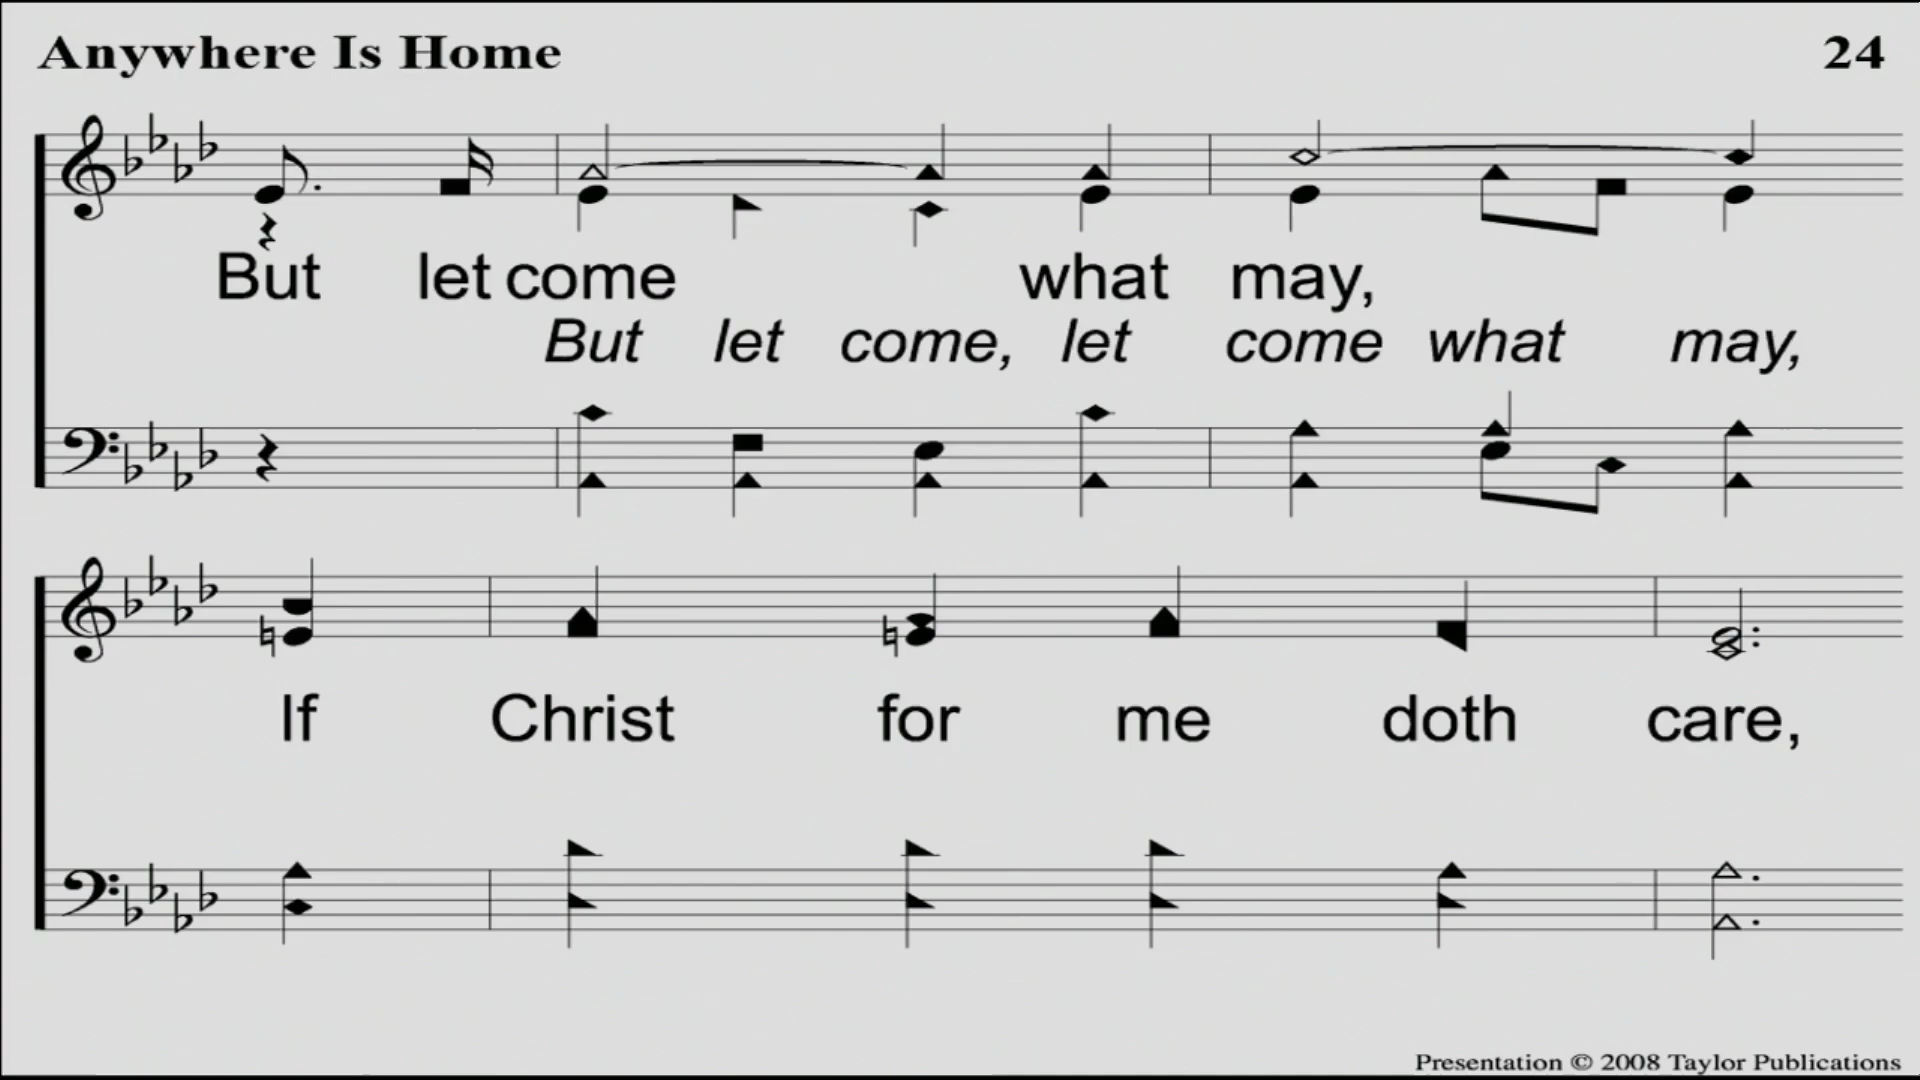 Anywhere Is Home 24
But let come what may,
But let come, let come what may,
If Christ for me doth care,
Presentation © 2008 Taylor Publications